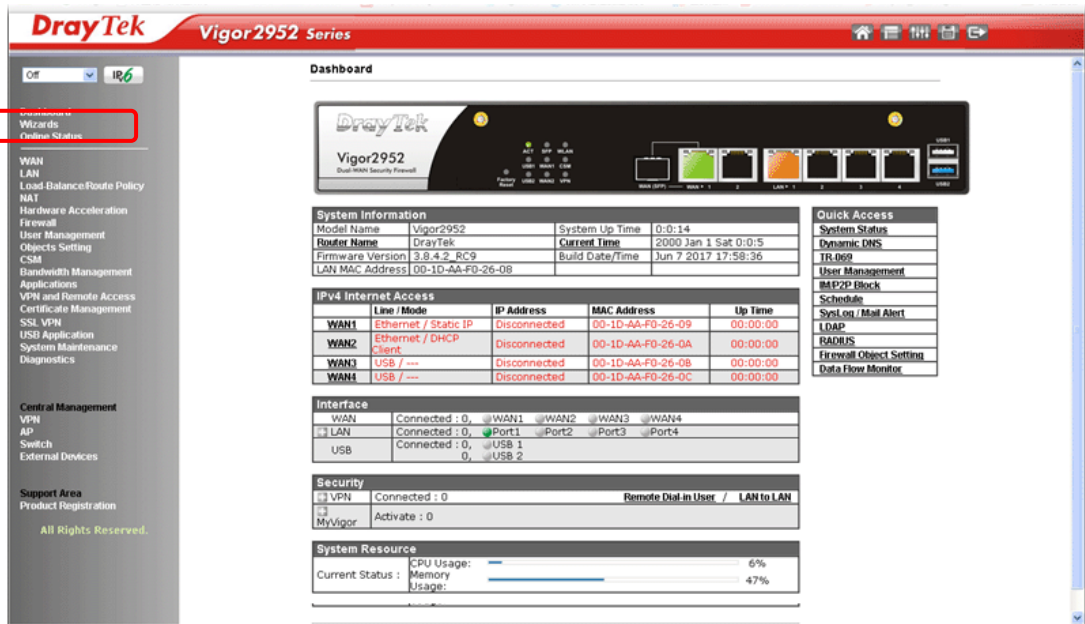 DrayTek
Vigor2952 Series
Off
IPv6
Dashboard
Wizards
Online Status
WAN
LAN
Load-Balance/Route Policy
NAT
Hardware Acceleration
Firewall
User Management
Objects Setting
CSM
Bandwidth Management
Applications
VPN and Remote Access
Certificate Management
SSL VPN
USB Application
System Maintenance
Diagnostics
Central Management
VPN
AP
Switch
External Devices
Support Area
Product Registration
All Rights Reserved.
Dashboard
DrayTek
Vigor2952
Dual-WAN Security Firewall
ACT SFP WLAN
USB1 WAN1 CSM
Factory Reset USB2 WAN2 VPN
WAN (SFP) WAN 1 2 LAN 1 2 3 4
USB1
USB2
System Information
Model Name Vigor2952 System Up Time 0:0:14
Router Name DrayTek Current Time 2000 Jan 1 Sat 0:0:5
Firmware Version 3.8.4.2_RC9 Build Date/Time Jun 7 2017 17:58:36
LAN MAC Address 00-1D-AA-F0-26-08
IPv4 Internet Access
Line / Mode IP Address MAC Address Up Time
WAN1 Ethernet / Static IP Disconnected 00-1D-AA-F0-26-09 00:00:00
WAN2 Ethernet / DHCP Client Disconnected 00-1D-AA-F0-26-0A 00:00:00
WAN3 USB / --- Disconnected 00-1D-AA-F0-26-0B 00:00:00
WAN4 USB / --- Disconnected 00-1D-AA-F0-26-0C 00:00:00
Interface
WAN Connected : 0, WAN1 WAN2 WAN3 WAN4
LAN Connected : 0, Port1 Port2 Port3 Port4
USB Connected : 0, USB 1
0, USB 2
Security
VPN Connected : 0 Remote Dial-in User / LAN to LAN
MyVigor Activate : 0
System Resource
Current Status : CPU Usage: 6%
Memory Usage: 47%
Quick Access
System Status
Dynamic DNS
TR-069
User Management
IM/P2P Block
Schedule
SysLog / Mail Alert
LDAP
RADIUS
Firewall Object Setting
Data Flow Monitor